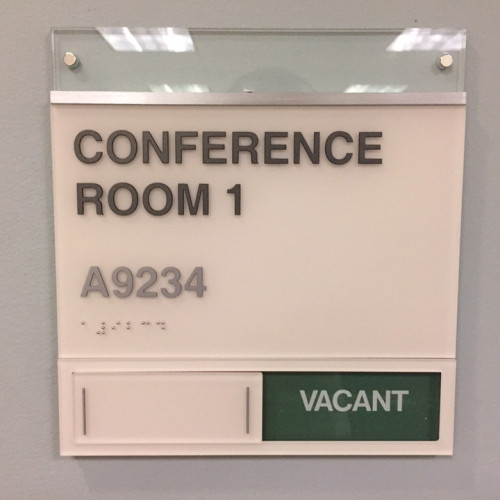 CONFERENCE
ROOM 1
A9234
VACANT